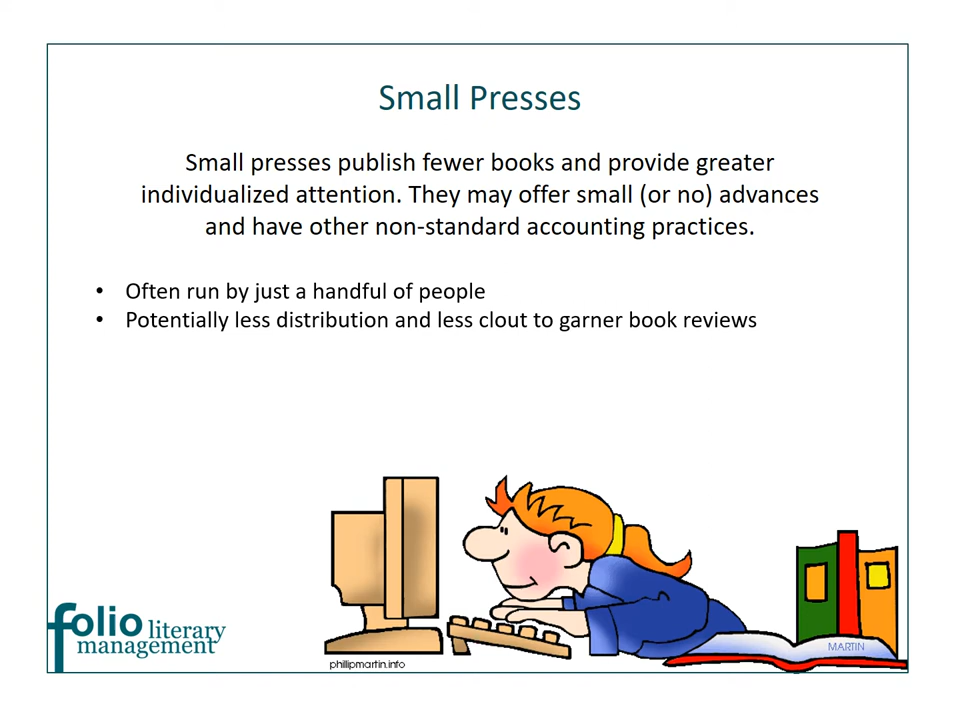 Small Presses
Small presses publish fewer books and provide greater
individualized attention. They may offer small (or no) advances
and have other non-standard accounting practices.
• Often run by just a handful of people
• Potentially less distribution and less clout to garner book reviews
folio literary
management
phillipmartin.info
MARTIN